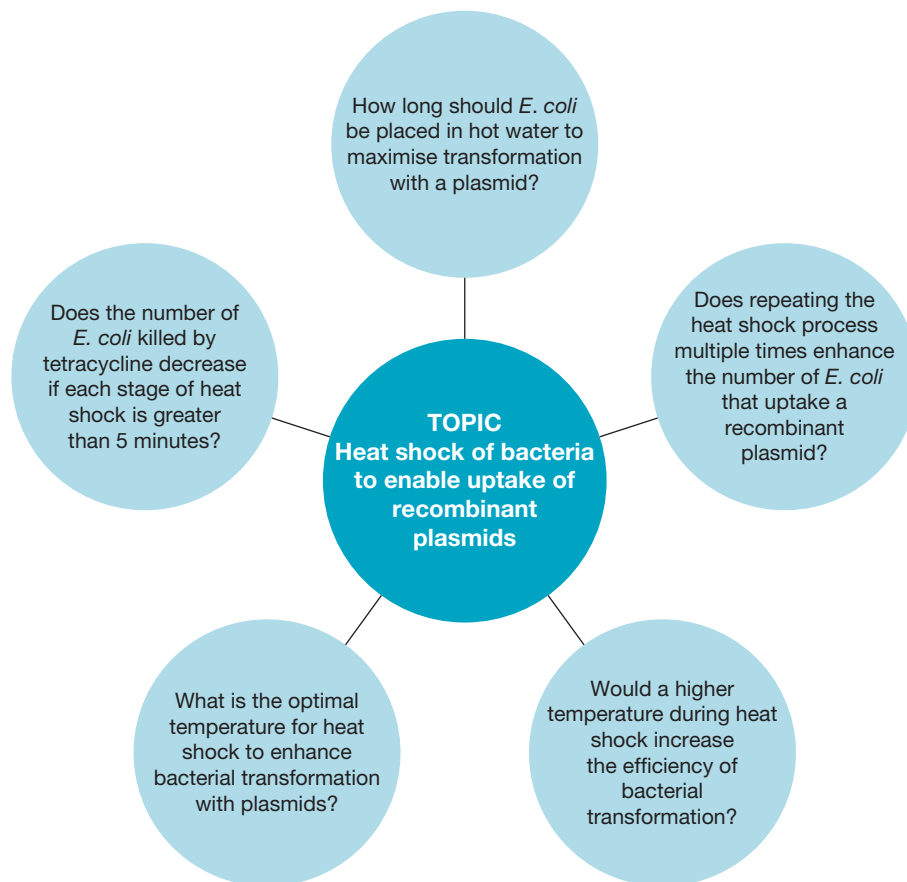 How long should E. coli
be placed in hot water to
maximise transformation
with a plasmid?
Does the number of
E. coli killed by
tetracycline decrease
if each stage of heat
shock is greater
than 5 minutes?
Does repeating the
heat shock process
multiple times enhance
the number of E. coli
that uptake a
recombinant
plasmid?
TOPIC
Heat shock of bacteria
to enable uptake of
recombinant
plasmids
What is the optimal
temperature for heat
shock to enhance
bacterial transformation
with plasmids?
Would a higher
temperature during heat
shock increase
the efficiency of
bacterial
transformation?